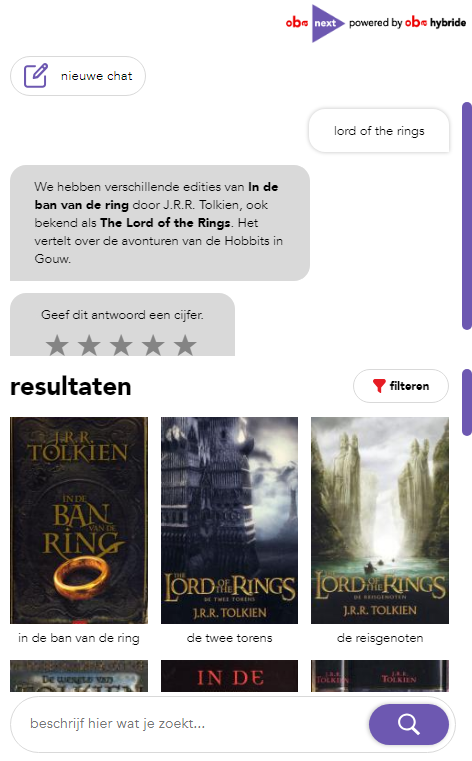 oba next powered by oba hybride
nieuwe chat
lord of the rings
We hebben verschillende edities van In de
ban van de ring door J.R.R. Tolkien, ook
bekend als The Lord of the Rings. Het
vertelt over de avonturen van de Hobbits in
Gouw.
Geef dit antwoord een cijfer.
resultaten
filteren
J.R.R.
TOLKIEN
IN DE
BAN
VAN DE
RING
THE
LORD OF THE RINGS
DE TWEE TORENS
J.R.R. TOLKIEN
THE
LORD OF THE RINGS
DE REISGENOTEN
J.R.R. TOLKIEN
in de ban van de ring
de twee torens
de reisgenoten
DE WERELD VAN
TOLKIEN
IN DE
J.R.R.
TOLKIEN
J.R.R.
TOLKIEN
beschrijf hier wat je zoekt...